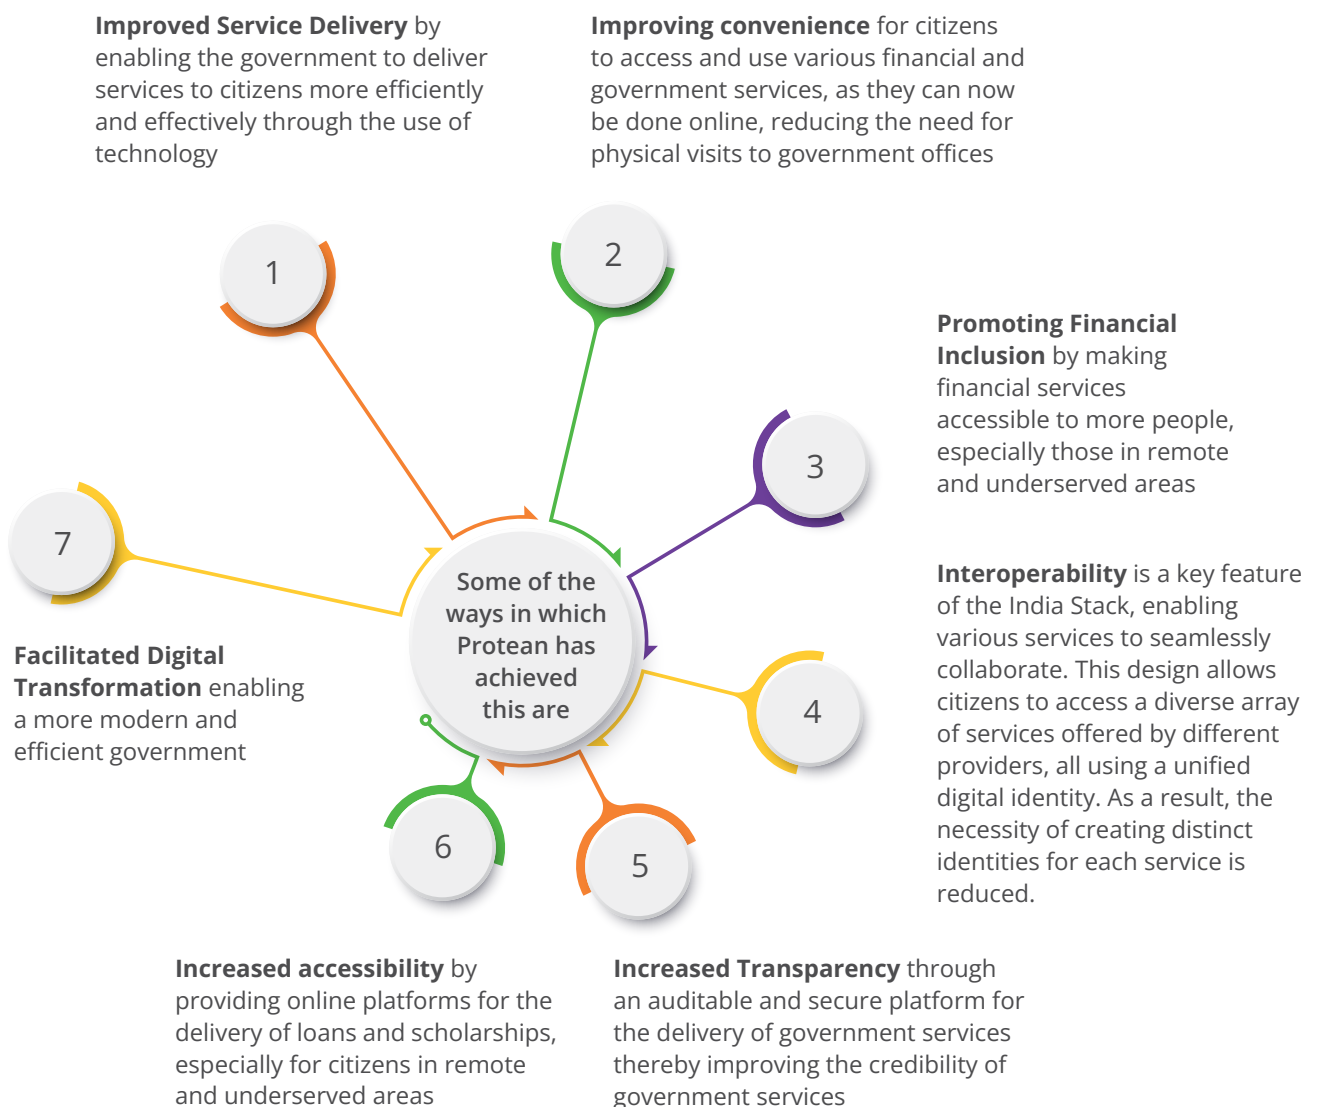 Improved Service Delivery by
enabling the government to deliver
services to citizens more efficiently
and effectively through the use of
technology
Improving convenience for citizens
to access and use various financial and
government services, as they can now
be done online, reducing the need for
physical visits to government offices
1
2
Promoting Financial
Inclusion by making
financial services
accessible to more people,
especially those in remote
and underserved areas
3
7
Some of the
ways in which
Protean has
achieved
this are
Interoperability is a key feature
of the India Stack, enabling
various services to seamlessly
collaborate. This design allows
citizens to access a diverse array
of services offered by different
providers, all using a unified
digital identity. As a result, the
necessity of creating distinct
identities for each service is
reduced.
4
Facilitated Digital
Transformation enabling
a more modern and
efficient government
6
5
Increased accessibility by
providing online platforms for the
delivery of loans and scholarships,
especially for citizens in remote
and underserved areas
Increased Transparency through
an auditable and secure platform for
the delivery of government services
thereby improving the credibility of
government services